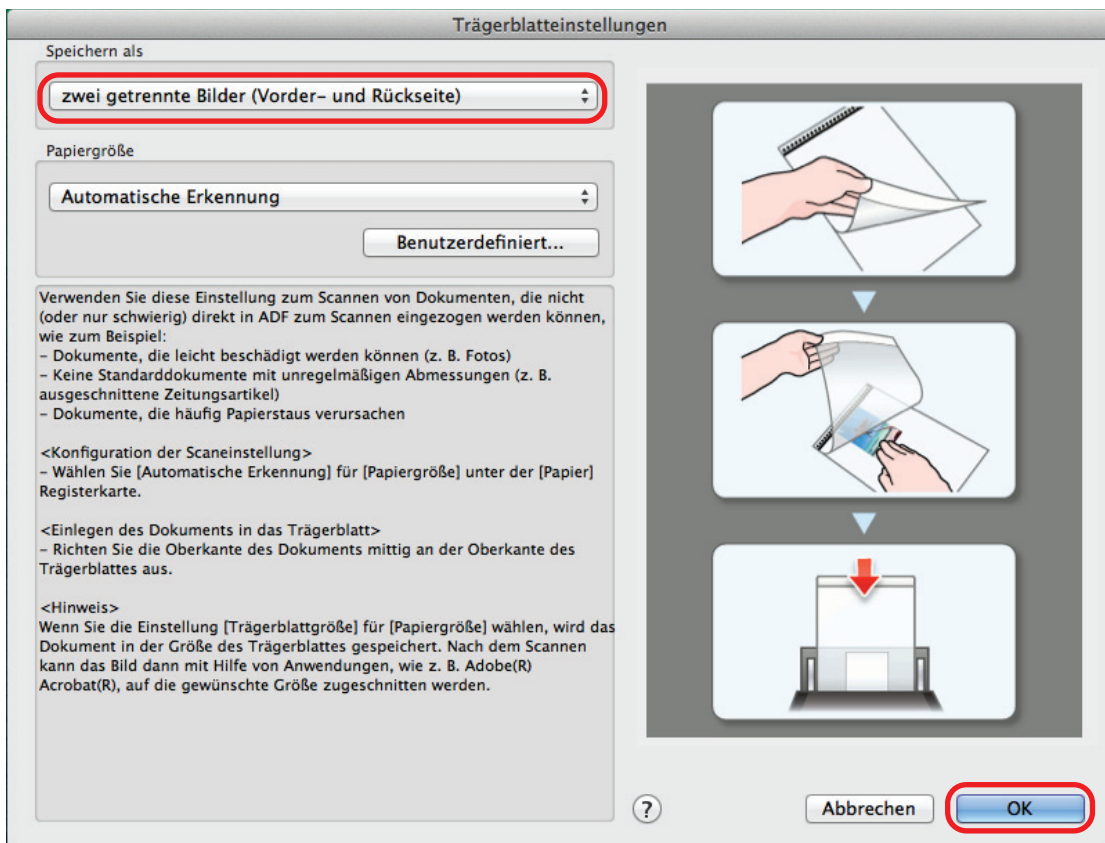 Trägerblatteinstellungen
Speichern als
zwei getrennte Bilder (Vorder- und Rückseite)
Papiergröße
Automatische Erkennung
Benutzerdefiniert...
Verwenden Sie diese Einstellung zum Scannen von Dokumenten, die nicht
(oder nur schwierig) direkt in ADF zum Scannen eingezogen werden können,
wie zum Beispiel:
– Dokumente, die leicht beschädigt werden können (z. B. Fotos)
– Keine Standarddokumente mit unregelmäßigen Abmessungen (z. B.
ausgeschnittene Zeitungsartikel)
– Dokumente, die häufig Papierstaus verursachen
<Konfiguration der Scaneinstellung>
– Wählen Sie [Automatische Erkennung] für [Papiergröße] unter der [Papier]
Registerkarte.
<Einlegen des Dokuments in das Trägerblatt>
– Richten Sie die Oberkante des Dokuments mittig an der Oberkante des
Trägerblattes aus.
<Hinweis>
Wenn Sie die Einstellung [Trägerblattgröße] für [Papiergröße] wählen, wird das
Dokument in der Größe des Trägerblattes gespeichert. Nach dem Scannen
kann das Bild dann mit Hilfe von Anwendungen, wie z. B. Adobe(R)
Acrobat(R), auf die gewünschte Größe zugeschnitten werden.
?
Abbrechen
OK